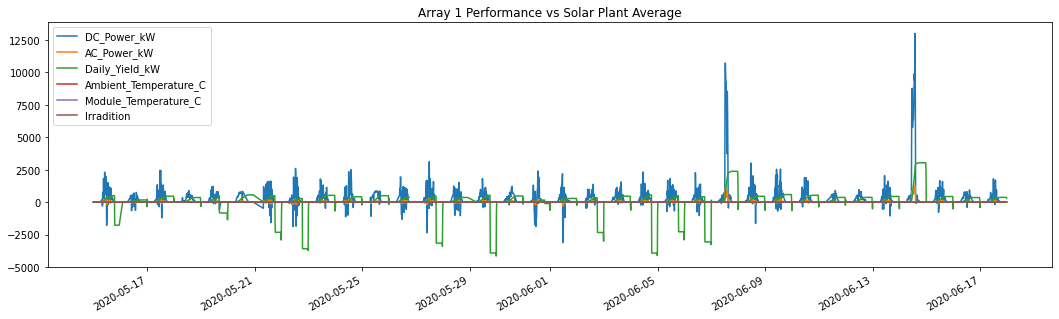 Array 1 Performance vs Solar Plant Average
DC_Power_kW
AC_Power_kW
Daily_Yield_kW
Ambient_Temperature_C
Module_Temperature_C
Irradition
12500
10000
7500
5000
2500
0
−2500
−5000
2020-05-17
2020-05-21
2020-05-25
2020-05-29
2020-06-01
2020-06-05
2020-06-09
2020-06-13
2020-06-17